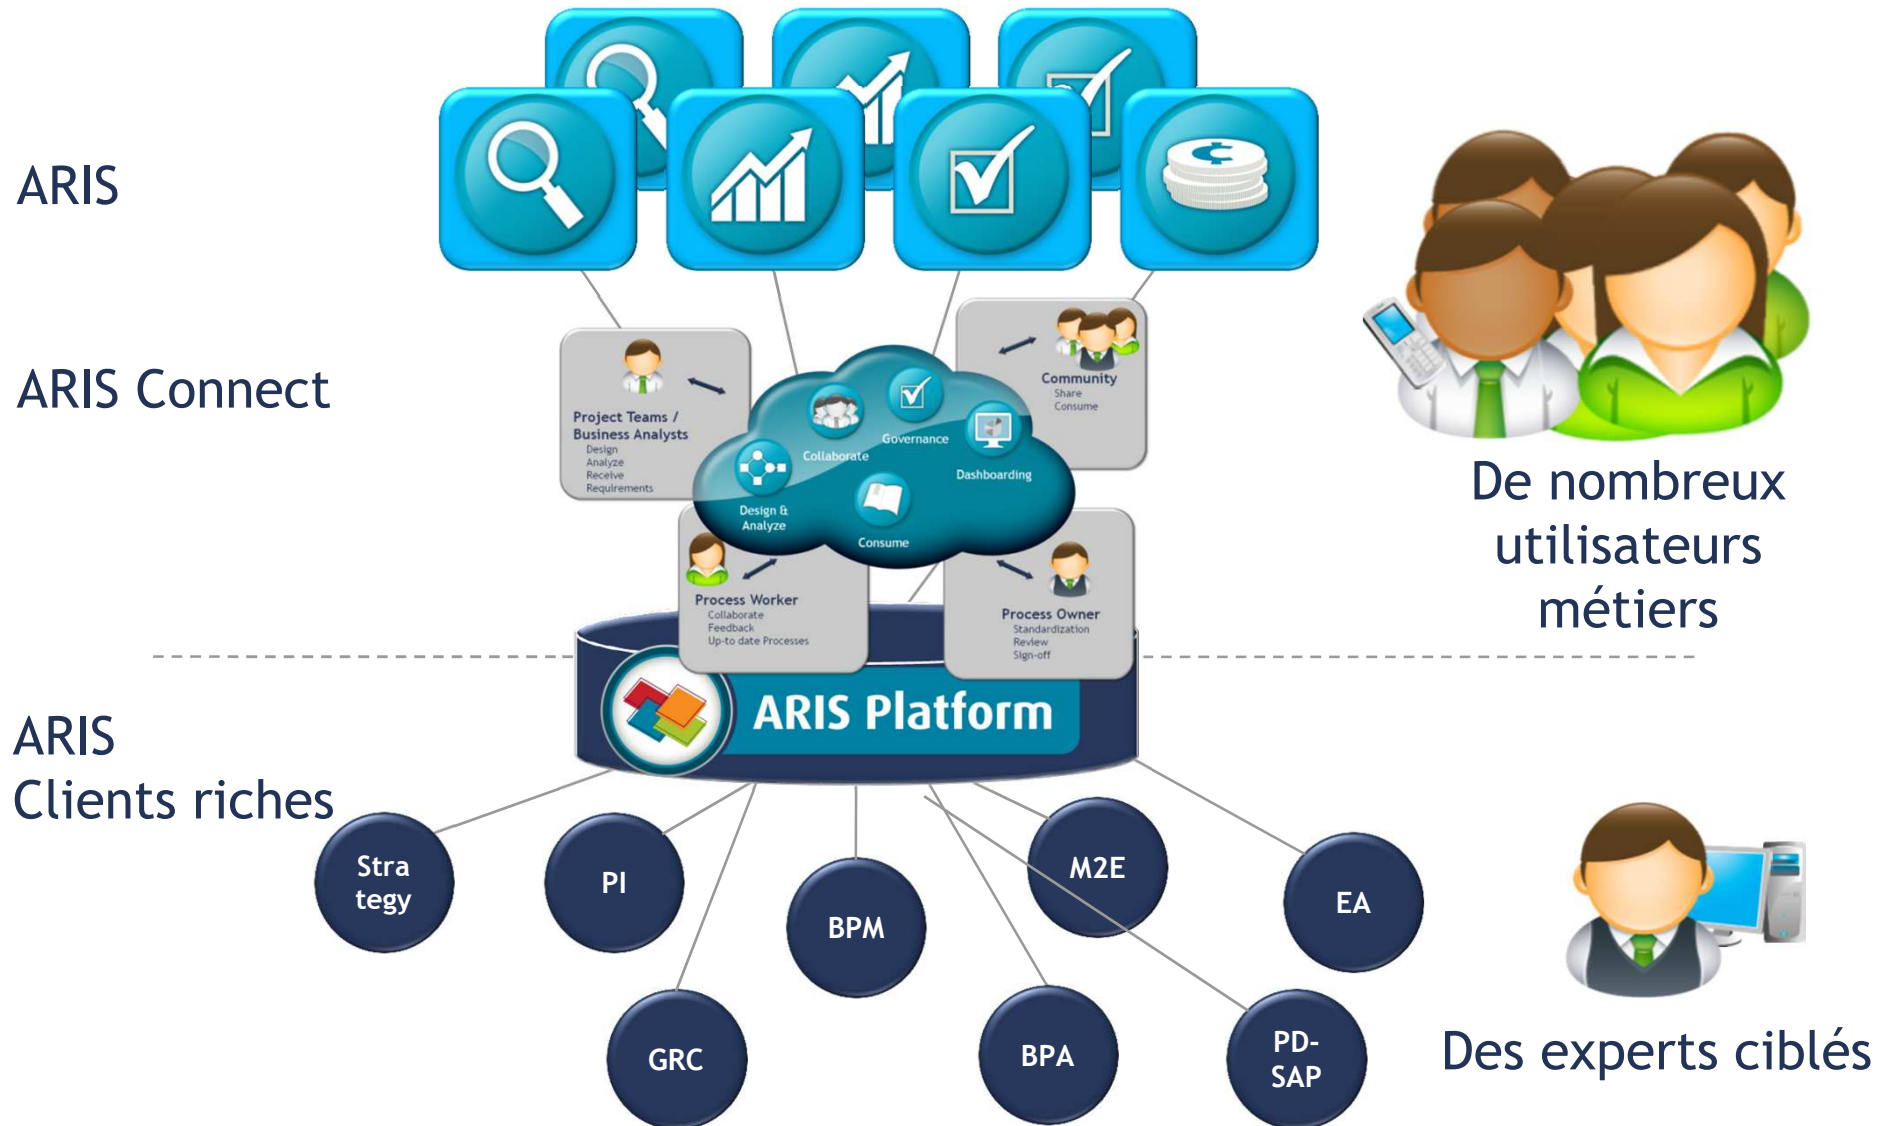 ARIS
ARIS Connect
Project Teams /
Business Analysts
Design
Analyze
Receive
Requirements
Community
Share
Consume
Collaborate
Governance
Dashboarding
Design &
Analyze
Consume
Process Worker
Collaborate
Feedback
Up-to date Processes
Process Owner
Standardization
Review
Sign-off
De nombreux
utilisateurs
métiers
ARIS Platform
ARIS
Clients riches
Stra
tegy
PI
BPM
M2E
EA
GRC
BPA
PD-
SAP
Des experts ciblés